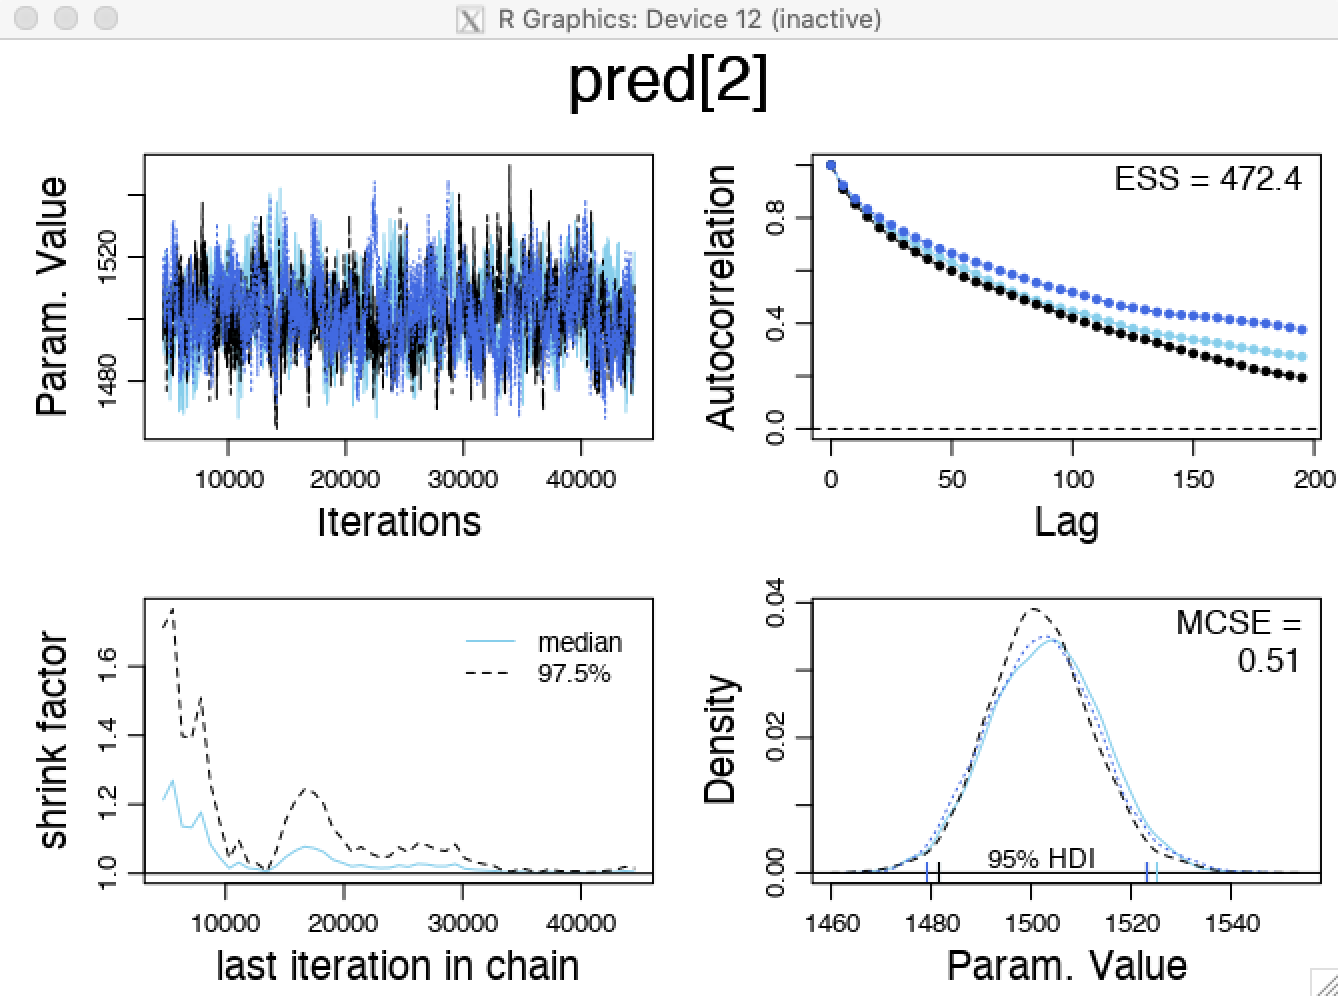 R Graphics: Device 12 (inactive)
pred[2]
Param. Value
1480
1520
10000 20000 30000 40000
Iterations
Autocorrelation
0.0
0.4
0.8
ESS = 472.4
0 50 100 150 200
Lag
shrink factor
1.0
1.2
1.4
1.6
median
97.5%
10000 20000 30000 40000
last iteration in chain
Density
0.00
0.02
0.04
MCSE =
0.51
95% HDI
1460 1480 1500 1520 1540
Param. Value